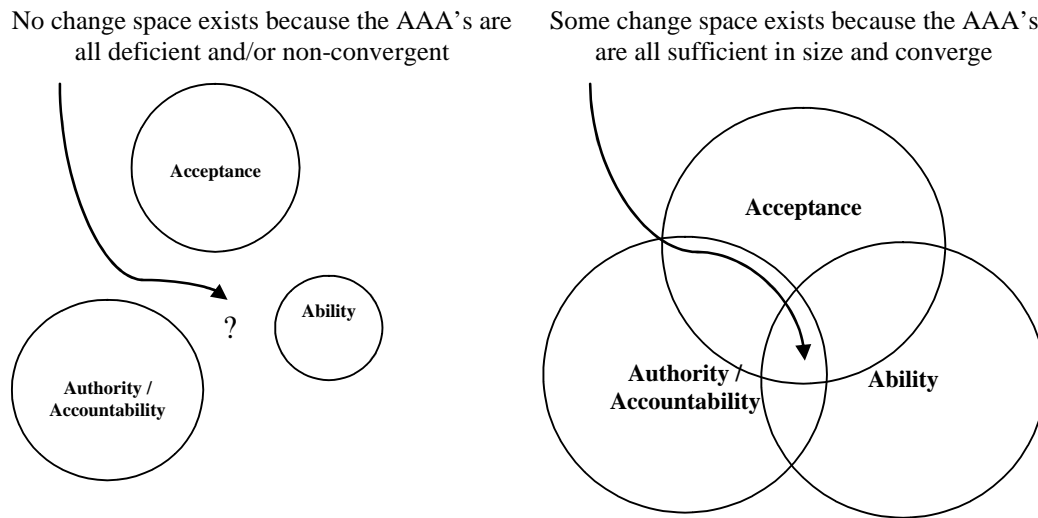 No change space exists because the AAA’s are
all deficient and/or non-convergent
Acceptance
Ability
?
Authority /
Accountability
Some change space exists because the AAA’s
are all sufficient in size and converge
Acceptance
Authority /
Accountability
Ability